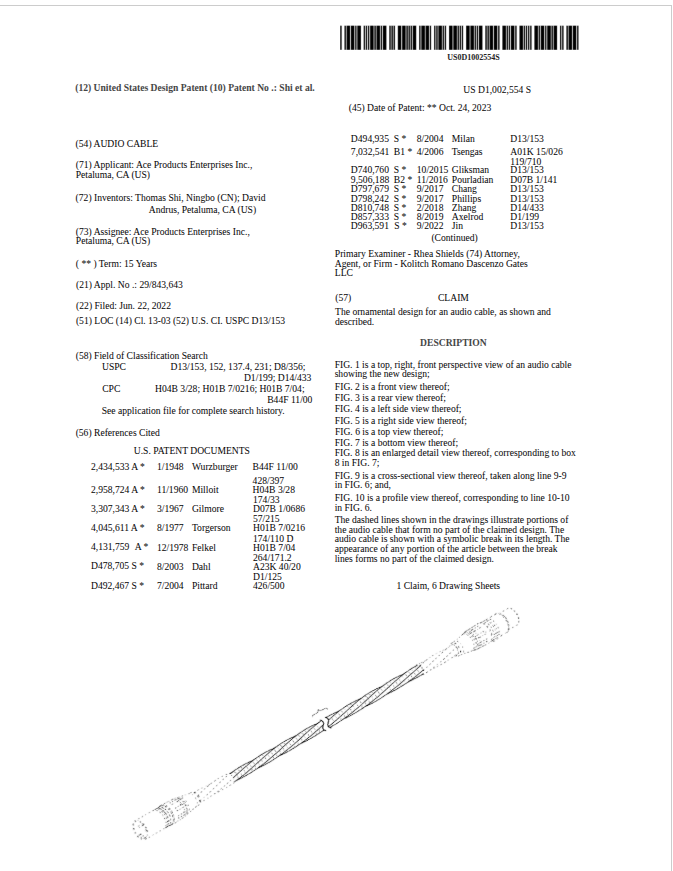 US0D1002554S
(12) United States Design Patent (10) Patent No .: Shi et al.
US D1,002,554 S
(45) Date of Patent: ** Oct. 24, 2023
(54) AUDIO CABLE
(71) Applicant: Ace Products Enterprises Inc.,
Petaluma, CA (US)
(72) Inventors: Thomas Shi, Ningbo (CN); David
Andrus, Petaluma, CA (US)
(73) Assignee: Ace Products Enterprises Inc.,
Petaluma, CA (US)
( ** ) Term: 15 Years
(21) Appl. No .: 29/843,643
(22) Filed: Jun. 22, 2022
(51) LOC (14) Cl. 13-03 (52) U.S. CI. USPC D13/153
(58) Field of Classification Search
USPC D13/153, 152, 137.4, 231; D8/356;
D1/199; D14/433
CPC H04B 3/28; H01B 7/0216; H01B 7/04;
B44F 11/00
See application file for complete search history.
(56) References Cited
U.S. PATENT DOCUMENTS
2,434,533 A * 1/1948 Wurzburger B44F 11/00
428/397
2,958,724 A * 11/1960 Milloit H04B 3/28
174/33
3,307,343 A * 3/1967 Gilmore D07B 1/0686
57/215
4,045,611 A * 8/1977 Torgerson H01B 7/0216
174/110 D
4,131,759 A * 12/1978 Felkel H01B 7/04
264/171.2
D478,705 S * 8/2003 Dahl A23K 40/20
D1/125
D492,467 S * 7/2004 Pittard 426/500
D494,935 S * 8/2004 Milan D13/153
7,032,541 B1 * 4/2006 Tsengas A01K 15/026
119/710
D740,760 S * 10/2015 Gliksman D13/153
9,506,188 B2 * 11/2016 Pourladian D07B 1/141
D797,679 S * 9/2017 Chang D13/153
D798,242 S * 9/2017 Phillips D13/153
D810,748 S * 2/2018 Zhang D14/433
D857,333 S * 8/2019 Axelrod D1/199
D963,591 S * 9/2022 Jin D13/153
(Continued)
Primary Examiner - Rhea Shields (74) Attorney,
Agent, or Firm - Kolitch Romano Dascenzo Gates
LLC
(57) CLAIM
The ornamental design for an audio cable, as shown and
described.
DESCRIPTION
FIG. 1 is a top, right, front perspective view of an audio cable
showing the new design;
FIG. 2 is a front view thereof;
FIG. 3 is a rear view thereof;
FIG. 4 is a left side view thereof;
FIG. 5 is a right side view thereof;
FIG. 6 is a top view thereof;
FIG. 7 is a bottom view thereof;
FIG. 8 is an enlarged detail view thereof, corresponding to box
8 in FIG. 7;
FIG. 9 is a cross-sectional view thereof, taken along line 9-9
in FIG. 6; and,
FIG. 10 is a profile view thereof, corresponding to line 10-10
in FIG. 6.
The dashed lines shown in the drawings illustrate portions of
the audio cable that form no part of the claimed design. The
audio cable is shown with a symbolic break in its length. The
appearance of any portion of the article between the break
lines forms no part of the claimed design.
1 Claim, 6 Drawing Sheets